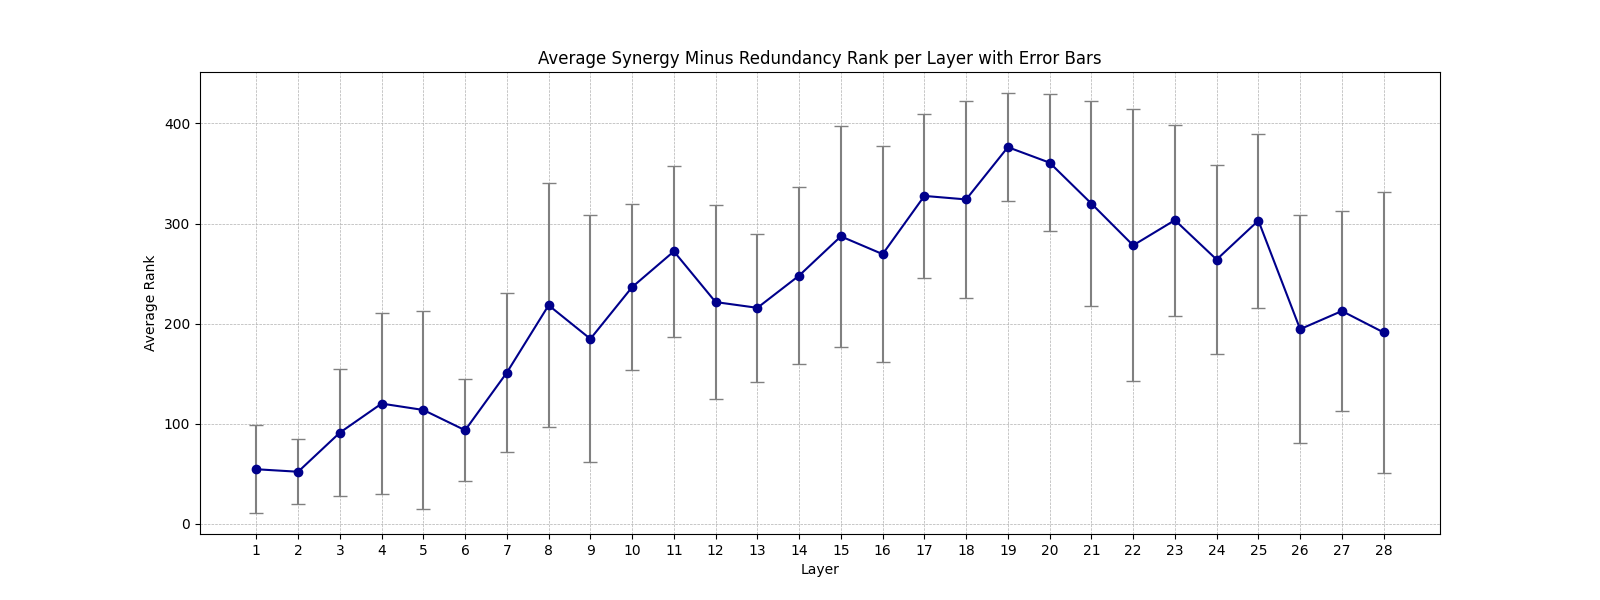 Average Synergy Minus Redundancy Rank per Layer with Error Bars
400
300
200
100
0
Average Rank
1 2 3 4 5 6 7 8 9 10 11 12 13 14 15 16 17 18 19 20 21 22 23 24 25 26 27 28
Layer